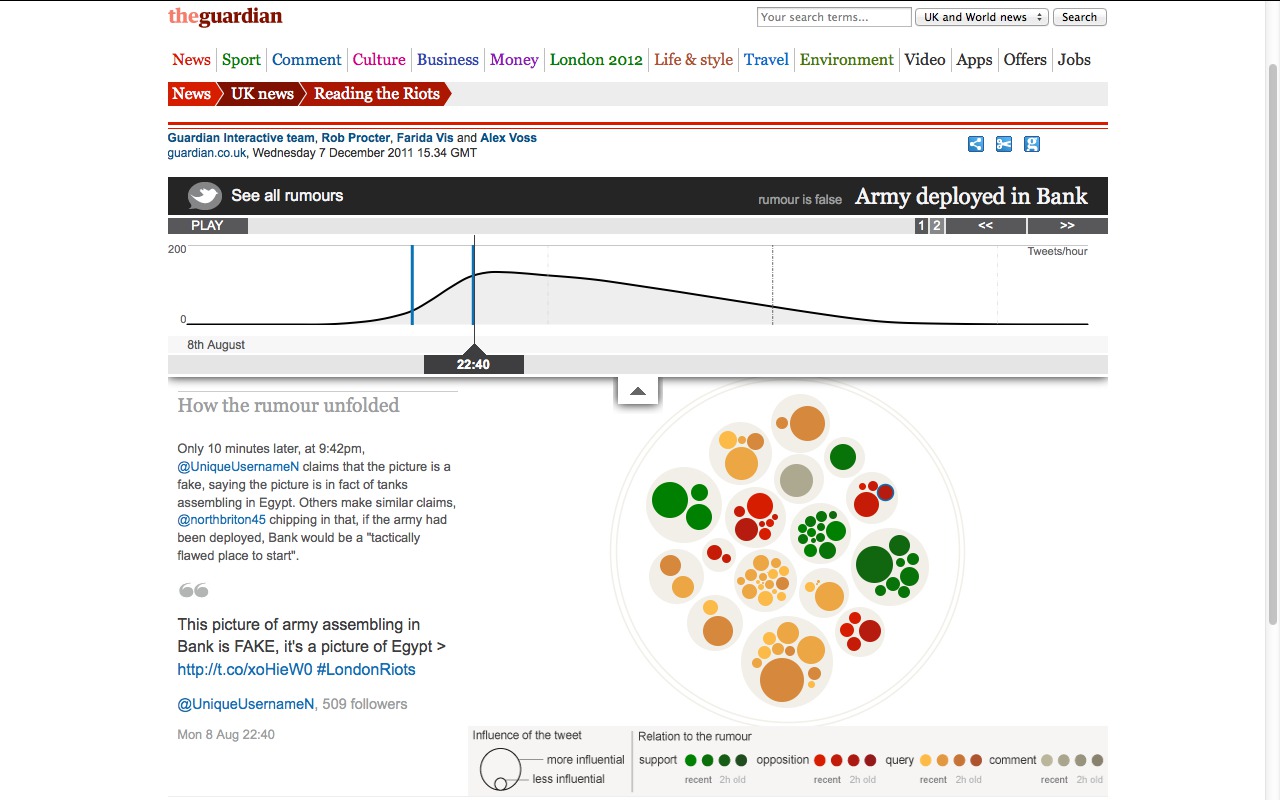 theguardian
Your search terms... UK and World news Search
News Sport Comment Culture Business Money London 2012 Life & style Travel Environment Video Apps Offers Jobs
News UK news Reading the Riots
Guardian Interactive team, Rob Procter, Farida Vis and Alex Voss
guardian.co.uk, Wednesday 7 December 2011 15.34 GMT
See all rumours rumour is false Army deployed in Bank
PLAY 1 2 << >>
200 Tweets/hour
0
8th August
22:40
How the rumour unfolded
Only 10 minutes later, at 9:42pm,
@UniqueUsernameN claims that the picture is a
fake, saying the picture is in fact of tanks
assembling in Egypt. Others make similar claims,
@northbriton45 chipping in that, if the army had
been deployed, Bank would be a "tactically
flawed place to start".
This picture of army assembling in
Bank is FAKE, it's a picture of Egypt >
http://t.co/xoHieW0 #LondonRiots
@UniqueUsernameN, 509 followers
Mon 8 Aug 22:40
Influence of the tweet
more influential
less influential
Relation to the rumour
support opposition query comment
recent 2h old recent 2h old recent 2h old recent 2h old